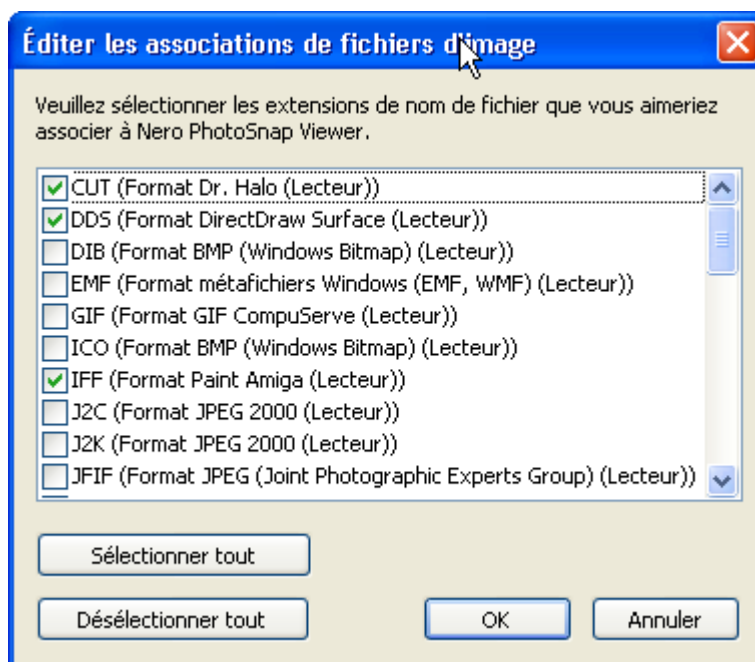 Éditer les associations de fichiers d'image
Veuillez sélectionner les extensions de nom de fichier que vous aimeriez
associer à Nero PhotoSnap Viewer.
CUT (Format Dr. Halo (Lecteur))
DDS (Format DirectDraw Surface (Lecteur))
DIB (Format BMP (Windows Bitmap) (Lecteur))
EMF (Format métafichiers Windows (EMF, WMF) (Lecteur))
GIF (Format GIF CompuServe (Lecteur))
ICO (Format BMP (Windows Bitmap) (Lecteur))
IFF (Format Paint Amiga (Lecteur))
J2C (Format JPEG 2000 (Lecteur))
J2K (Format JPEG 2000 (Lecteur))
JFIF (Format JPEG (Joint Photographic Experts Group) (Lecteur))
Sélectionner tout
Désélectionner tout
OK
Annuler